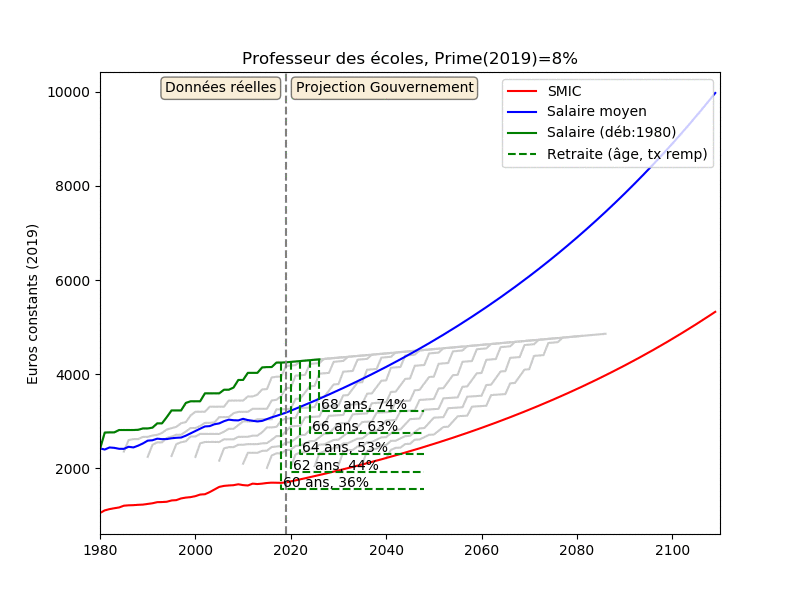 Professeur des écoles, Prime(2019)=8%
Données réelles
Projection Gouvernement
SMIC
Salaire moyen
Salaire (déb:1980)
Retraite (âge, tx remp)
Euros constants (2019)
10000
8000
6000
4000
2000
68 ans, 74%
66 ans, 63%
64 ans, 53%
62 ans, 44%
60 ans, 36%
1980
2000
2020
2040
2060
2080
2100